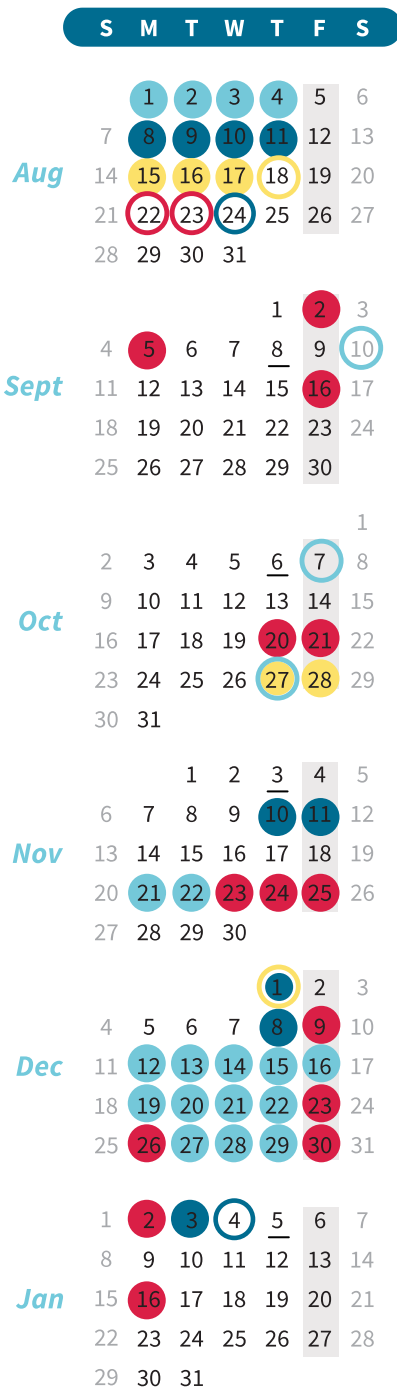 S M T W T F S
1 2 3 4 5 6
7 8 9 10 11 12 13
Aug 14 15 16 17 18 19 20
21 22 23 24 25 26 27
28 29 30 31
1 2 3
4 5 6 7 8 9 10
Sept 11 12 13 14 15 16 17
18 19 20 21 22 23 24
25 26 27 28 29 30
1
2 3 4 5 6 7 8
9 10 11 12 13 14 15
Oct 16 17 18 19 20 21 22
23 24 25 26 27 28 29
30 31
1 2 3 4 5
6 7 8 9 10 11 12
Nov 13 14 15 16 17 18 19
20 21 22 23 24 25 26
27 28 29 30
1 2 3
4 5 6 7 8 9 10
Dec 11 12 13 14 15 16 17
18 19 20 21 22 23 24
25 26 27 28 29 30 31
1 2 3 4 5 6 7
8 9 10 11 12 13 14
Jan 15 16 17 18 19 20 21
22 23 24 25 26 27 28
29 30 31